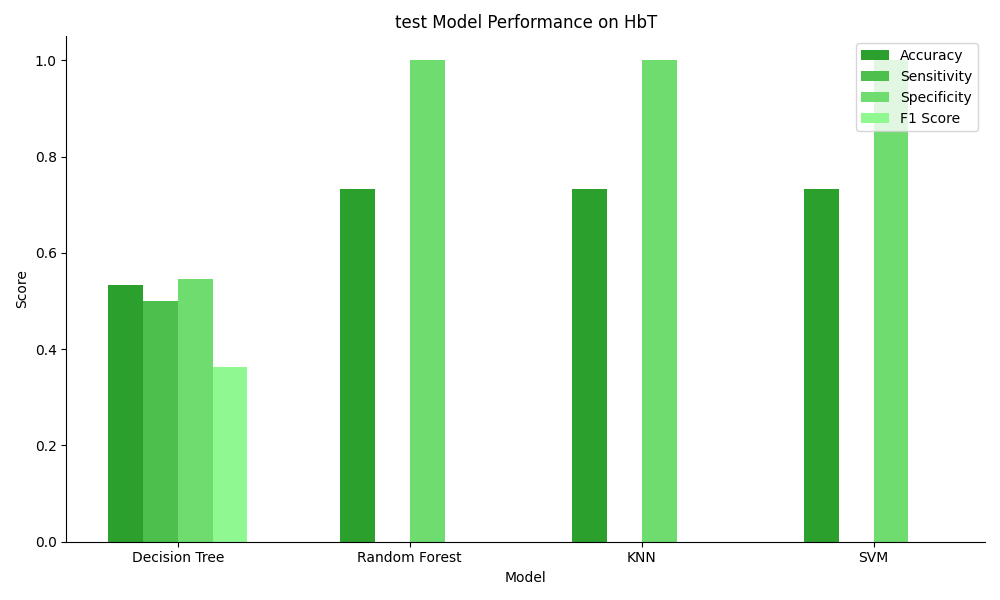 test Model Performance on HbT
Accuracy
Sensitivity
Specificity
F1 Score
Score
1.0
0.8
0.6
0.4
0.2
0.0
Decision Tree
Random Forest
KNN
SVM
Model